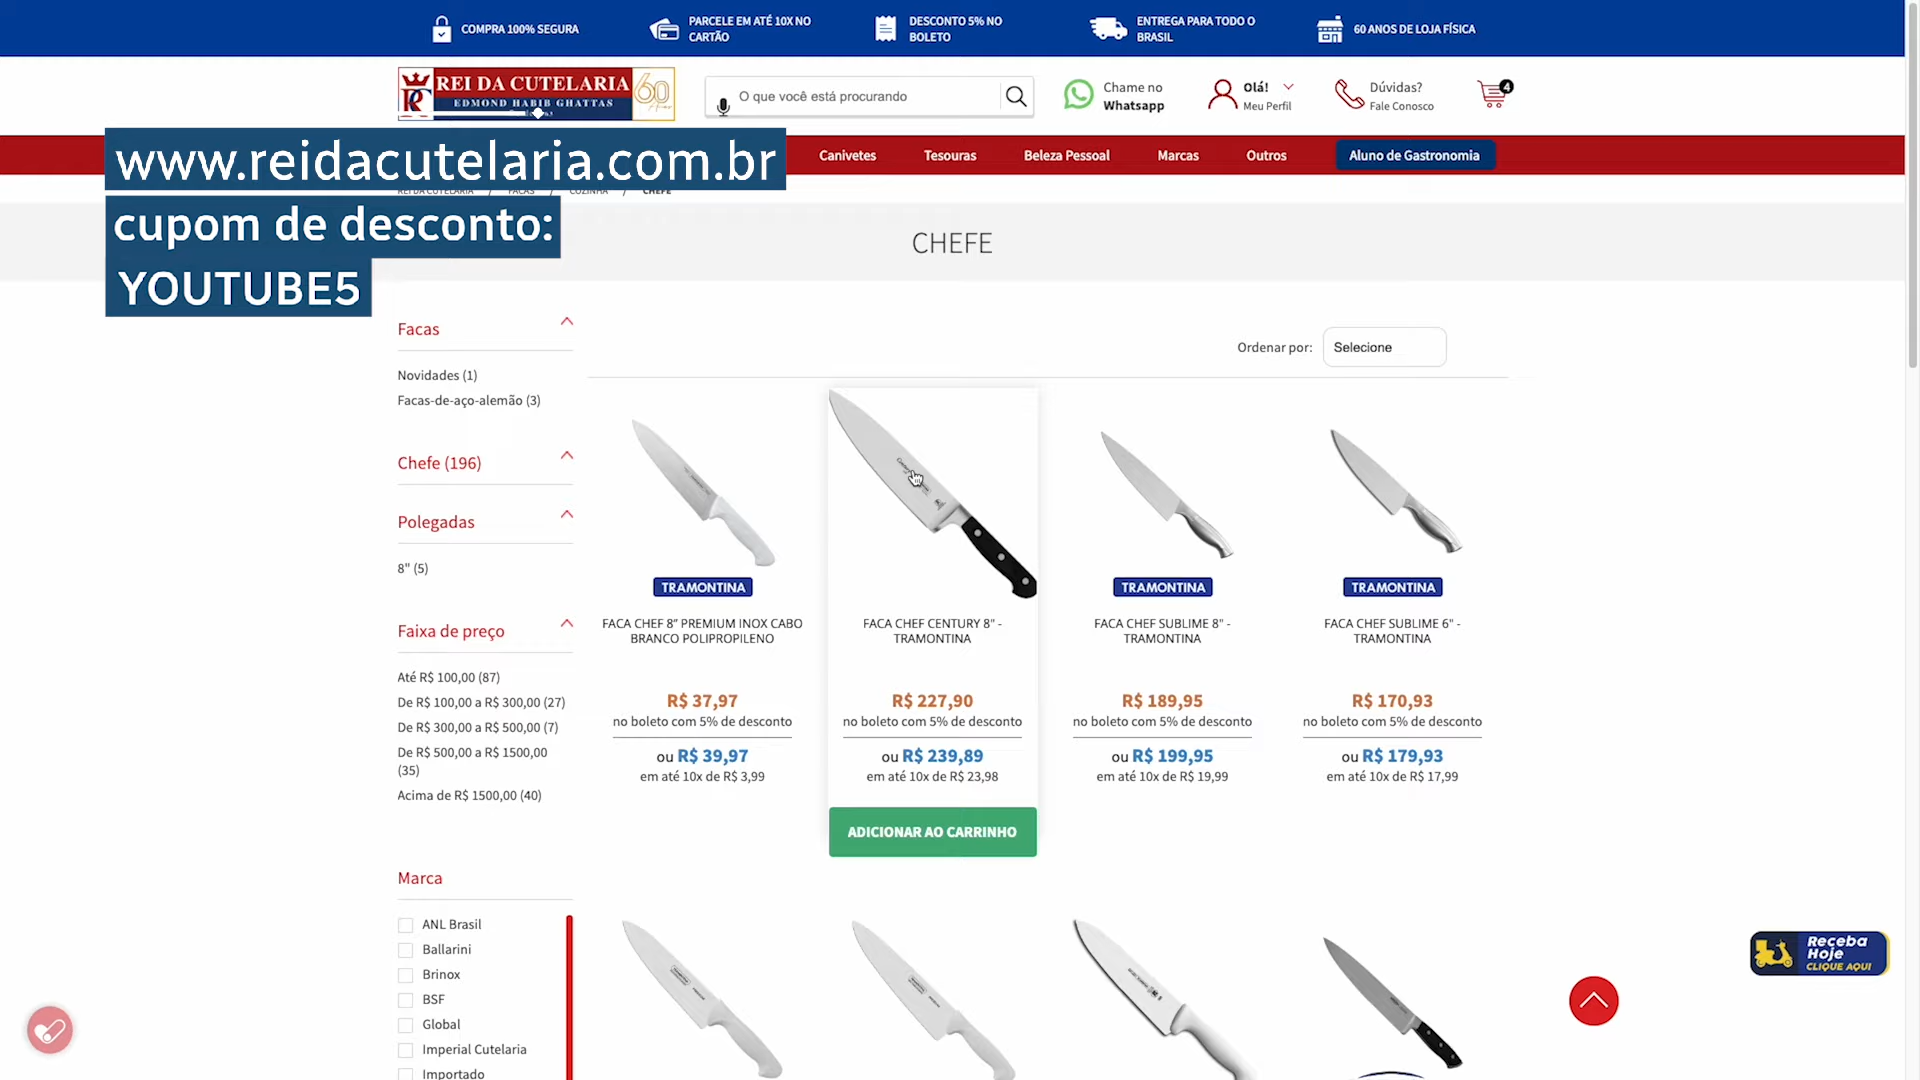 COMPRA 100% SEGURA
PARCELE EM ATÉ 10X NO
CARTÃO
DESCONTO 5% NO
BOLETO
ENTREGA PARA TODO O
BRASIL
60 ANOS DE LOJA FÍSICA
REI DA CUTELARIA
EDMOND HABIB GHATTAS
60
O que você está procurando
Chame no
Whatsapp
Olá!
Meu Perfil
Dúvidas?
Fale Conosco
4
www.reidacutelaria.com.br
cupom de desconto:
YOUTUBE5
Canivetes
Tesouras
Beleza Pessoal
Marcas
Outros
Aluno de Gastronomia
REI DA CUTELARIA / FACAS / COZINHA / CHEFE
CHEFE
Facas
Novidades (1)
Facas-de-aço-alemão (3)
Chefe (196)
Polegadas
8" (5)
Faixa de preço
Até R$ 100,00 (87)
De R$ 100,00 a R$ 300,00 (27)
De R$ 300,00 a R$ 500,00 (7)
De R$ 500,00 a R$ 1500,00
(35)
Acima de R$ 1500,00 (40)
Marca
ANL Brasil
Ballarini
Brinox
BSF
Global
Imperial Cutelaria
Importado
Ordenar por:
Selecione
TRAMONTINA
FACA CHEF 8" PREMIUM INOX CABO
BRANCO POLIPROPILENO
R$ 37,97
no boleto com 5% de desconto
ou R$ 39,97
em até 10x de R$ 3,99
FACA CHEF CENTURY 8" -
TRAMONTINA
R$ 227,90
no boleto com 5% de desconto
ou R$ 239,89
em até 10x de R$ 23,98
ADICIONAR AO CARRINHO
TRAMONTINA
FACA CHEF SUBLIME 8" -
TRAMONTINA
R$ 189,95
no boleto com 5% de desconto
ou R$ 199,95
em até 10x de R$ 19,99
TRAMONTINA
FACA CHEF SUBLIME 6" -
TRAMONTINA
R$ 170,93
no boleto com 5% de desconto
ou R$ 179,93
em até 10x de R$ 17,99
Receba
Hoje
CLIQUE AQUI